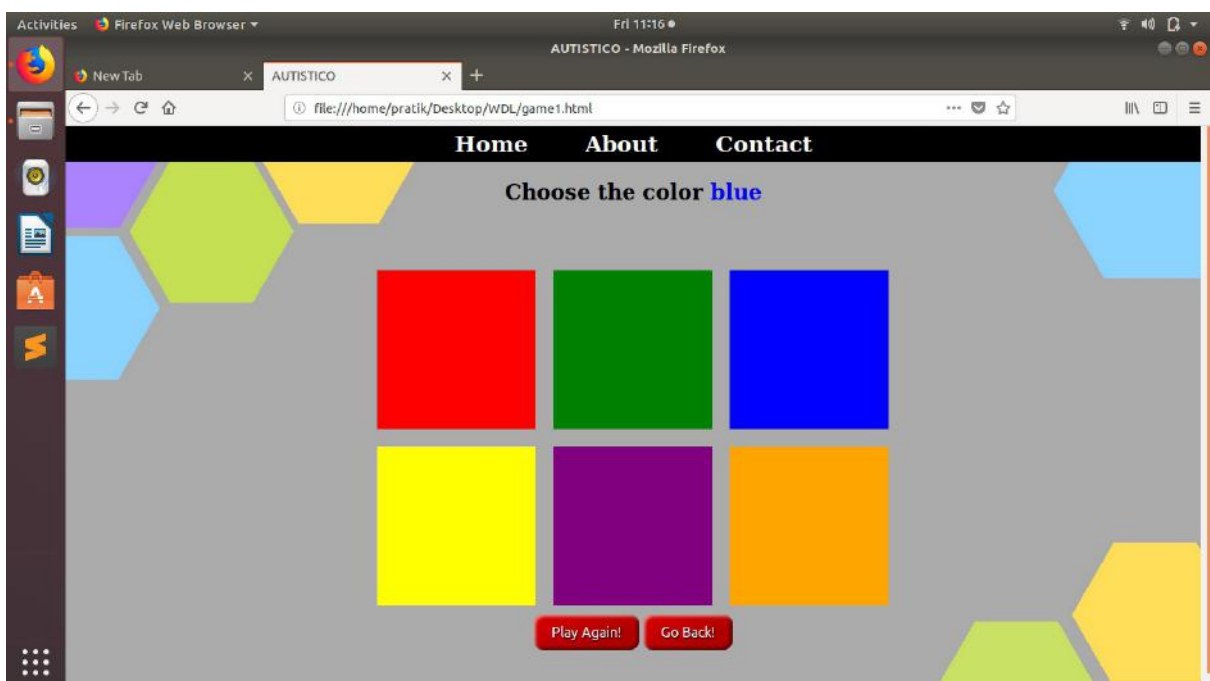 Activities Firefox Web Browser Fri 11:16
AUTISTICO - Mozilla Firefox
New Tab AUTISTICO
file:///home/pratik/Desktop/WDL/game1.html
Home About Contact
Choose the color blue
Play Again! Go Back!